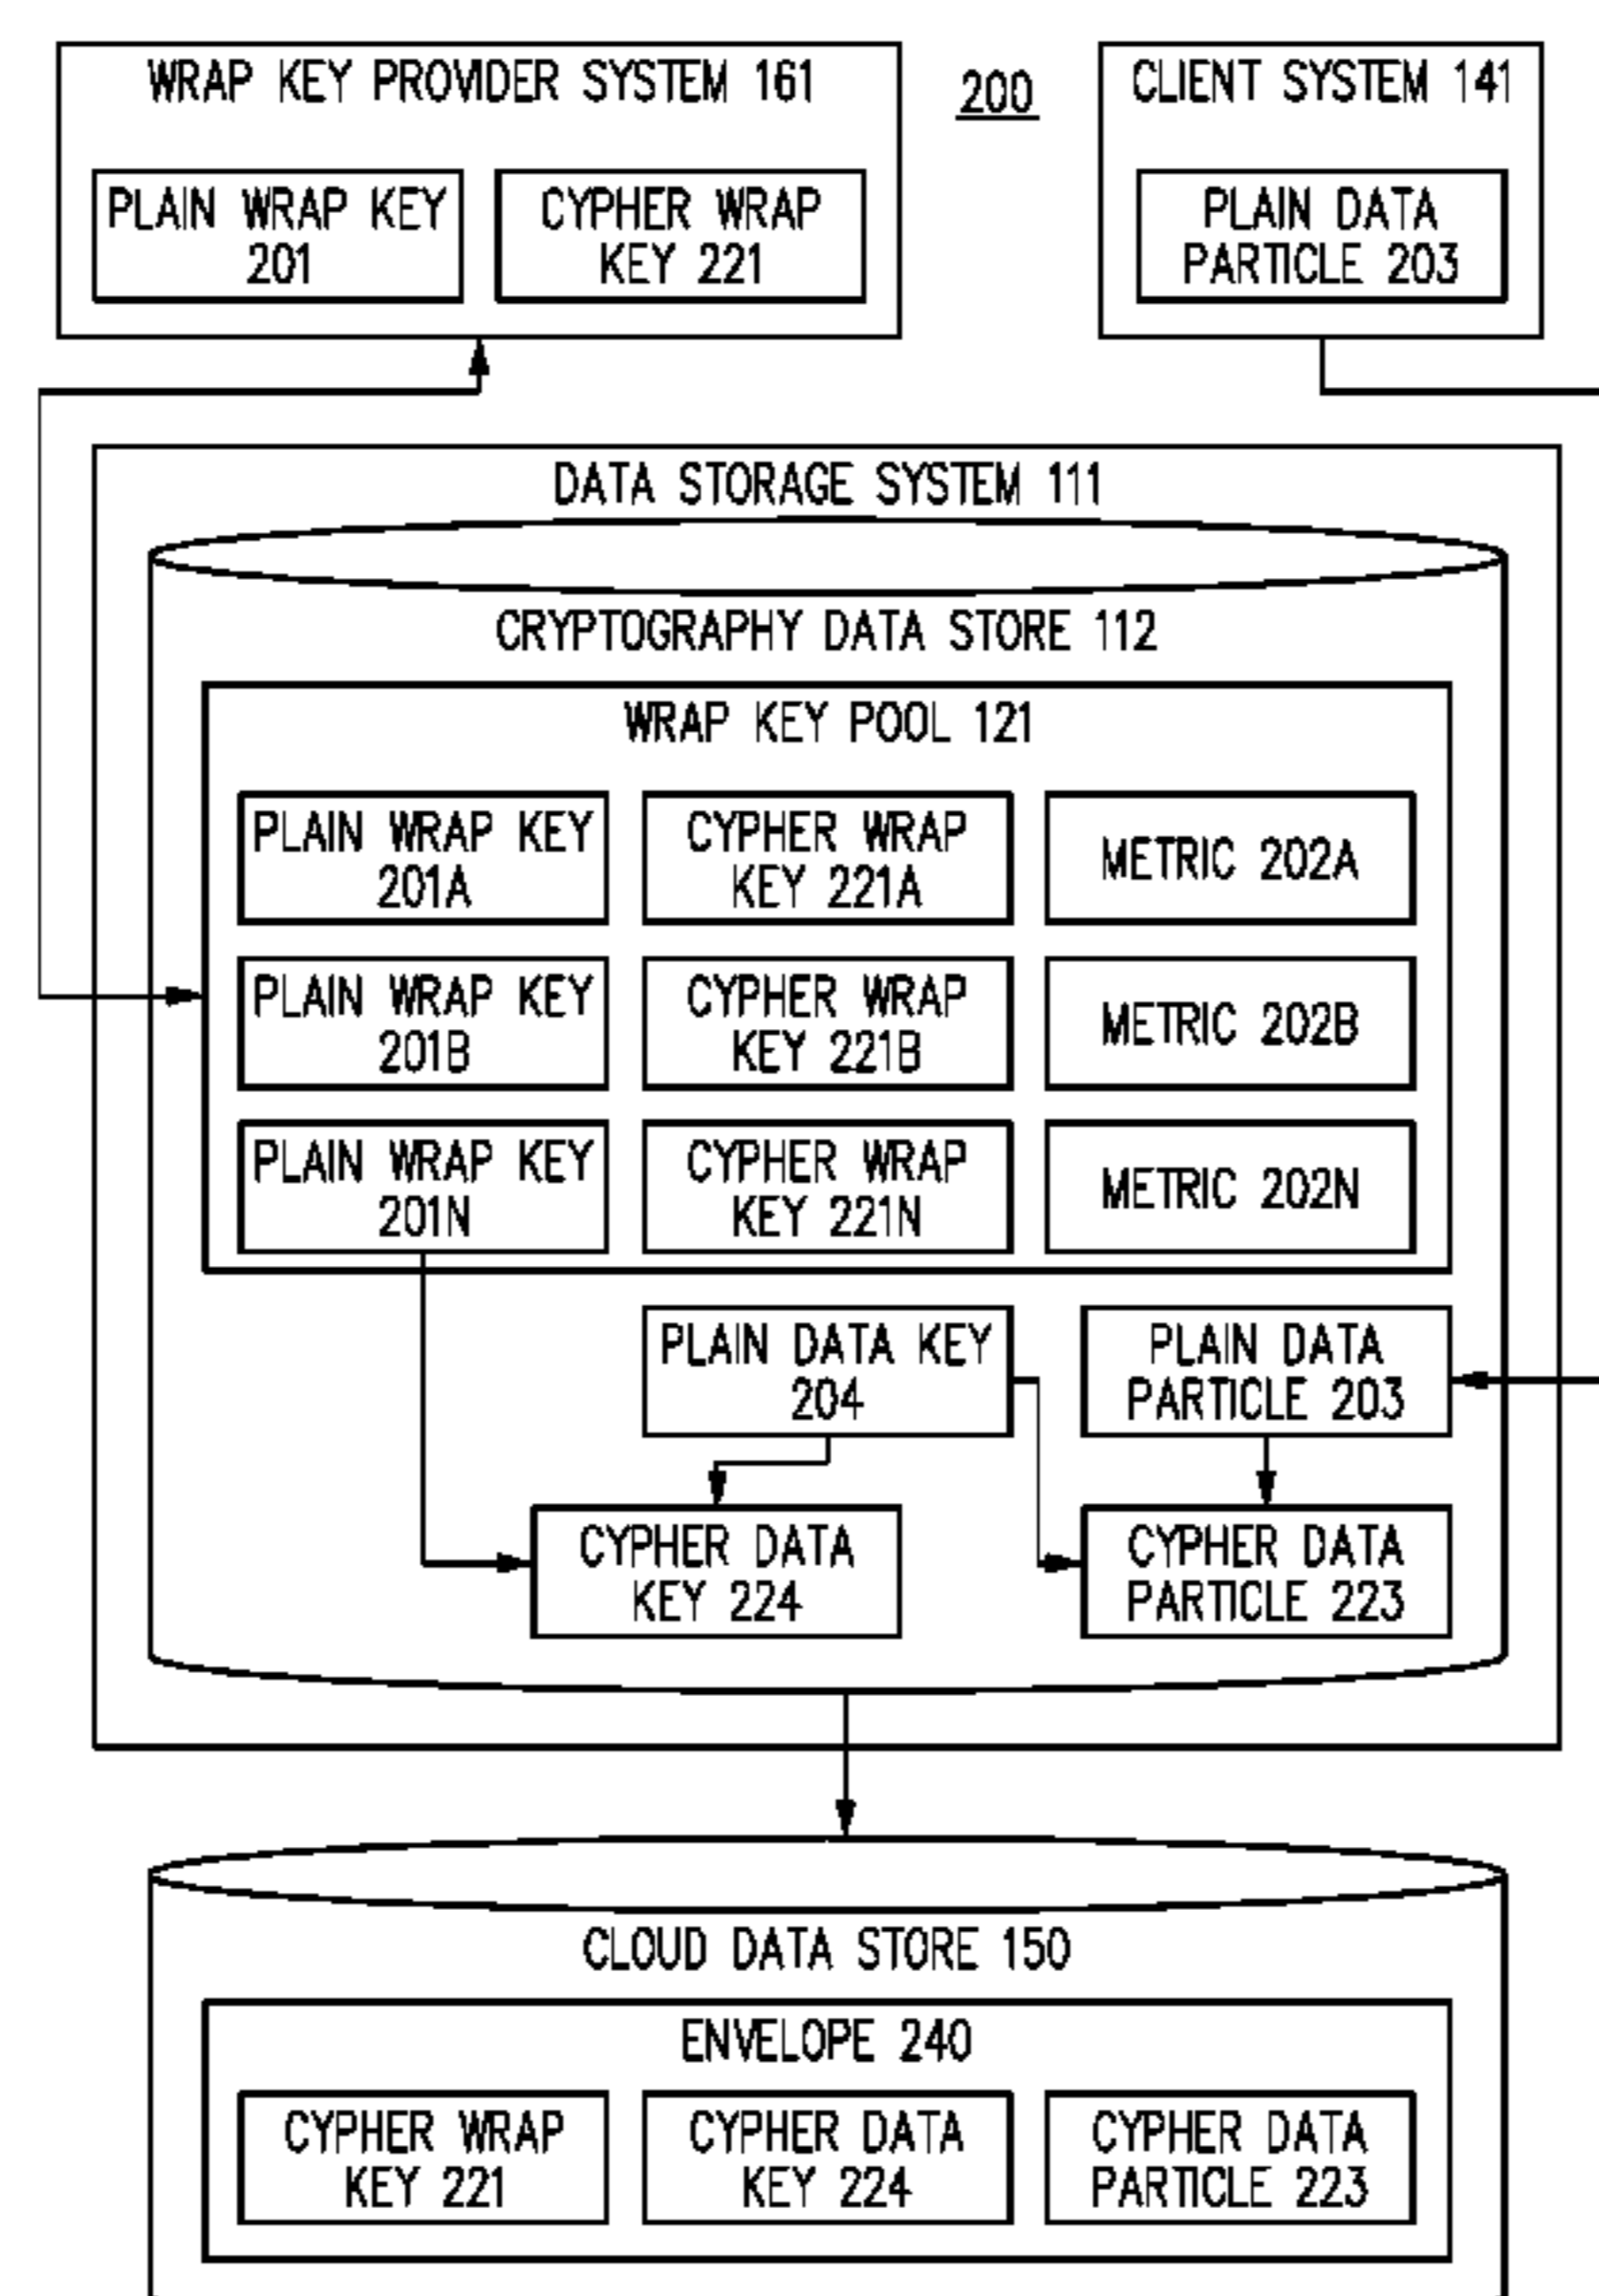 WRAP KEY PROVIDER SYSTEM 161
200
CLIENT SYSTEM 141
PLAIN WRAP KEY
201
CYPHER WRAP
KEY 221
PLAIN DATA
PARTICLE 203
DATA STORAGE SYSTEM 111
CRYPTOGRAPHY DATA STORE 112
WRAP KEY POOL 121
PLAIN WRAP KEY
201A
CYPHER WRAP
KEY 221A
METRIC 202A
PLAIN WRAP KEY
201B
CYPHER WRAP
KEY 221B
METRIC 202B
PLAIN WRAP KEY
201N
CYPHER WRAP
KEY 221N
METRIC 202N
PLAIN DATA KEY
204
PLAIN DATA
PARTICLE 203
CYPHER DATA
KEY 224
CYPHER DATA
PARTICLE 223
CLOUD DATA STORE 150
ENVELOPE 240
CYPHER WRAP
KEY 221
CYPHER DATA
KEY 224
CYPHER DATA
PARTICLE 223